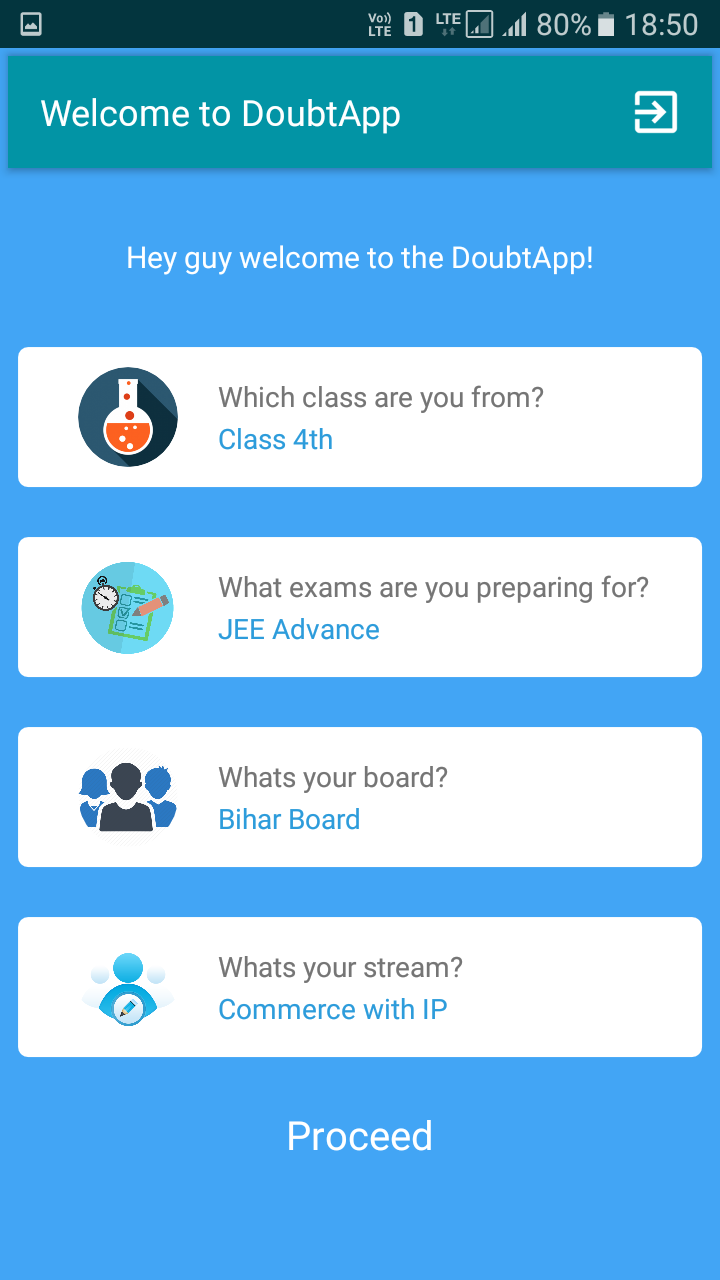 Vo))
LTE 1 LTE 80% 18:50
Welcome to DoubtApp
Hey guy welcome to the DoubtApp!
Which class are you from?
Class 4th
What exams are you preparing for?
JEE Advance
Whats your board?
Bihar Board
Whats your stream?
Commerce with IP
Proceed